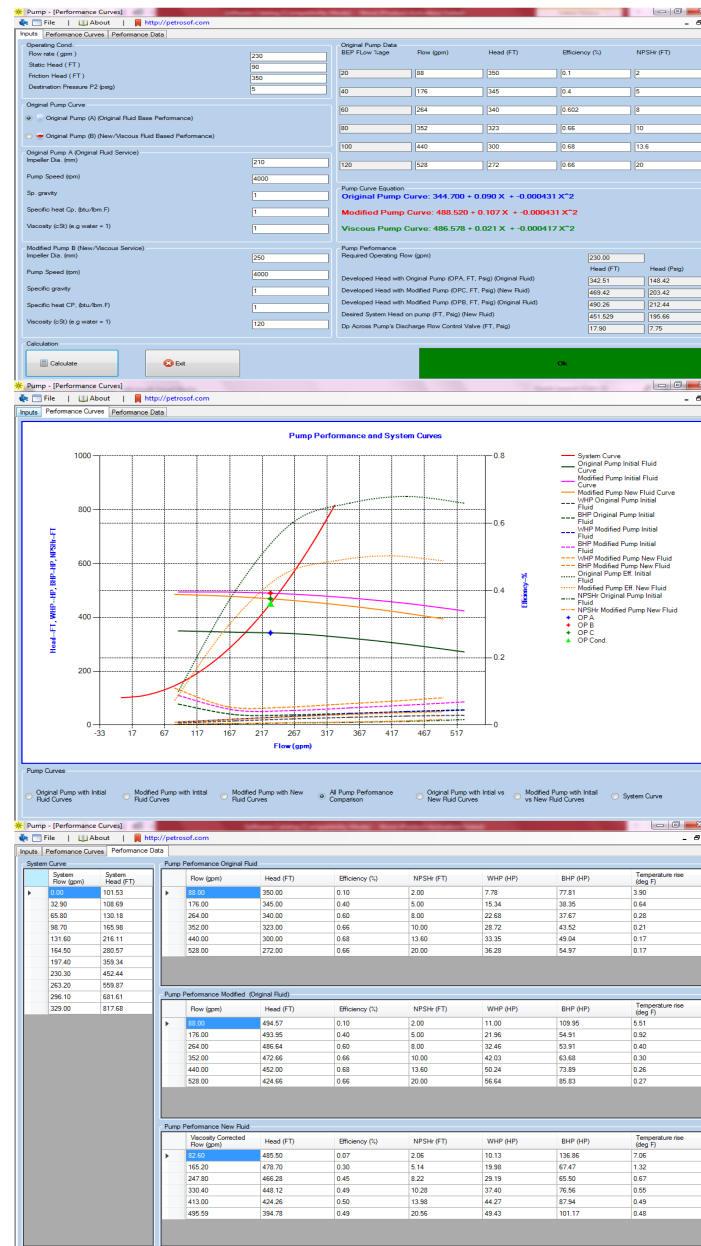 Pump - [Performance Curves]
File | About | http://petrosof.com
Inputs Performance Curves Performance Data
Operating Cond.
Flow rate ( gpm ) 230
Static Head ( FT ) 90
Friction Head ( FT ) 350
Destination Pressure P2 (psig) 5
Original Pump Curve
Original Pump (A) (Original Fluid Base Performance)
Original Pump (B) (New/Viscous Fluid Based Performance)
Original Pump A (Original Fluid Service)
Impeller Dia. (mm) 210
Pump Speed (rpm) 4000
Sp. gravity 1
Specific heat Cp. (btu/lbm.F) 1
Viscosity (cSt) (e.g water = 1) 1
Modified Pump B (New/Viscous Service)
Impeller Dia. (mm) 250
Pump Speed (rpm) 4000
Specific gravity 1
Specific heat CP, (btu/lbm.F) 1
Viscosity (cSt) (e.g water = 1) 120
Original Pump Data
BEP FLow %age Flow (gpm) Head (FT) Efficiency (%) NPSHr (FT)
20 88 350 0.1 2
40 176 345 0.4 5
60 264 340 0.602 8
80 352 323 0.66 10
100 440 300 0.68 13.6
120 528 272 0.66 20
Pump Curve Equation
Original Pump Curve: 344.700 + 0.090 X + -0.000431 X^2
Modified Pump Curve: 488.520 + 0.107 X + -0.000431 X^2
Viscous Pump Curve: 486.578 + 0.021 X + -0.000417 X^2
Pump Performance
Required Operating Flow (gpm) 230.00
Head (FT) Head (Psig)
Developed Head with Original Pump (OPA, FT, Psig) (Original Fluid) 342.51 148.42
Developed Head with Modified Pump (OPC, FT, Psig) (New Fluid) 469.42 203.42
Developed Head with Modified Pump (OPB, FT, Psig) (Original Fluid) 490.26 212.44
Desired System Head on pump (FT, Psig) (New Fluid) 451.529 195.66
Dp Across Pump's Discharge Flow Control Valve (FT, Psig) 17.90 7.75
Calculation
Calculate Exit Ok
Pump - [Performance Curves]
File | About | http://petrosof.com
Inputs Performance Curves Performance Data
Pump Performance and System Curves
Head--FT, WHP--HP, BHP-HP, NPSHr--FT
1000
800
600
400
200
0
-33 17 67 117 167 217 267 317 367 417 467 517
Flow (gpm)
0.8
0.6
0.4
0.2
0
Efficiency--%
System Curve
Original Pump Initial Fluid
Curve
Modified Pump Initial Fluid
Curve
Modified Pump New Fluid Curve
WHP Original Pump Initial
Fluid
BHP Original Pump Initial
Fluid
WHP Modified Pump Initial
Fluid
BHP Modified Pump Initial
Fluid
WHP Modified Pump New Fluid
BHP Modified Pump New Fluid
Original Pump Eff. Initial
Fluid
Modified Pump Eff. New Fluid
NPSHr Original Pump Initial
Fluid
NPSHr Modified Pump New Fluid
OP A
OP B
OP C
OP Cond.
Pump Curves
Original Pump with Initial Fluid Curves
Modified Pump with Intital Fluid Curves
Modified Pump with New Fluid Curves
All Pump Performance Comparison
Original Pump with Intial vs New Fluid Curves
Modified Pump with Initail vs New Fluid Curves
System Curve
Pump - [Performance Curves]
File | About | http://petrosof.com
Inputs Performance Curves Performance Data
System Curve
System Flow (gpm) System Head (FT)
0.00 101.53
32.90 108.69
65.80 130.18
98.70 165.98
131.60 216.11
164.50 280.57
197.40 359.34
230.30 452.44
263.20 559.87
296.10 681.61
329.00 817.68
Pump Performance Original Fluid
Flow (gpm) Head (FT) Efficiency (%) NPSHr (FT) WHP (HP) BHP (HP) Temperature rise (deg F)
88.00 350.00 0.10 2.00 7.78 77.81 3.90
176.00 345.00 0.40 5.00 15.34 38.35 0.64
264.00 340.00 0.60 8.00 22.68 37.67 0.28
352.00 323.00 0.66 10.00 28.72 43.52 0.21
440.00 300.00 0.68 13.60 33.35 49.04 0.17
528.00 272.00 0.66 20.00 36.28 54.97 0.17
Pump Performance Modified (Original Fluid)
Flow (gpm) Head (FT) Efficiency (%) NPSHr (FT) WHP (HP) BHP (HP) Temperature rise (deg F)
88.00 494.57 0.10 2.00 11.00 109.95 5.51
176.00 493.95 0.40 5.00 21.96 54.91 0.92
264.00 486.64 0.60 8.00 32.46 53.91 0.40
352.00 472.66 0.66 10.00 42.03 63.68 0.30
440.00 452.00 0.68 13.60 50.24 73.89 0.26
528.00 424.66 0.66 20.00 56.64 85.83 0.27
Pump Performance New Fluid
Viscosity Corrected Flow (gpm) Head (FT) Efficiency (%) NPSHr (FT) WHP (HP) BHP (HP) Temperature rise (deg F)
82.60 485.50 0.07 2.06 10.13 136.86 7.06
165.20 478.70 0.30 5.14 19.98 67.47 1.32
247.80 466.28 0.45 8.22 29.19 65.50 0.67
330.40 448.12 0.49 10.28 37.40 76.56 0.55
413.00 424.26 0.50 13.98 44.27 87.94 0.49
495.59 394.78 0.49 20.56 49.43 101.17 0.48